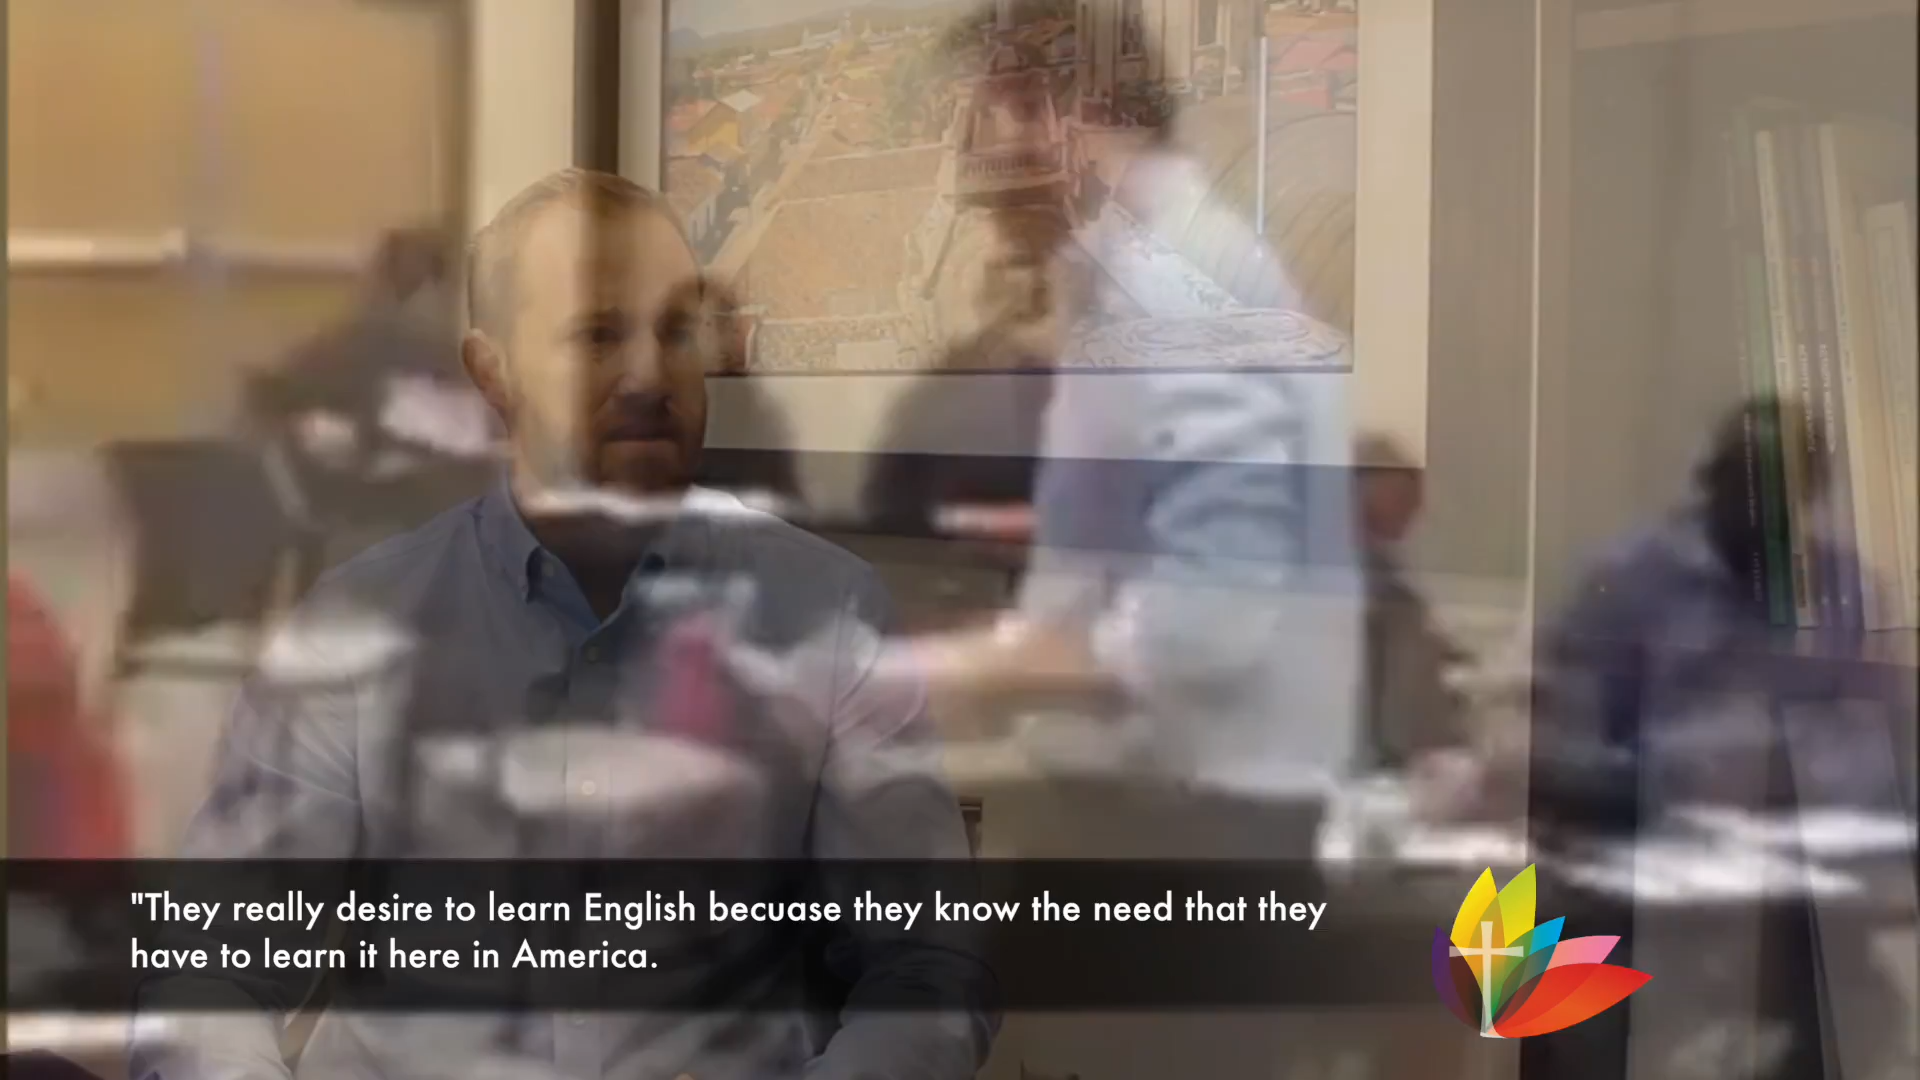 "They really desire to learn English becuase they know the need that they
have to learn it here in America.